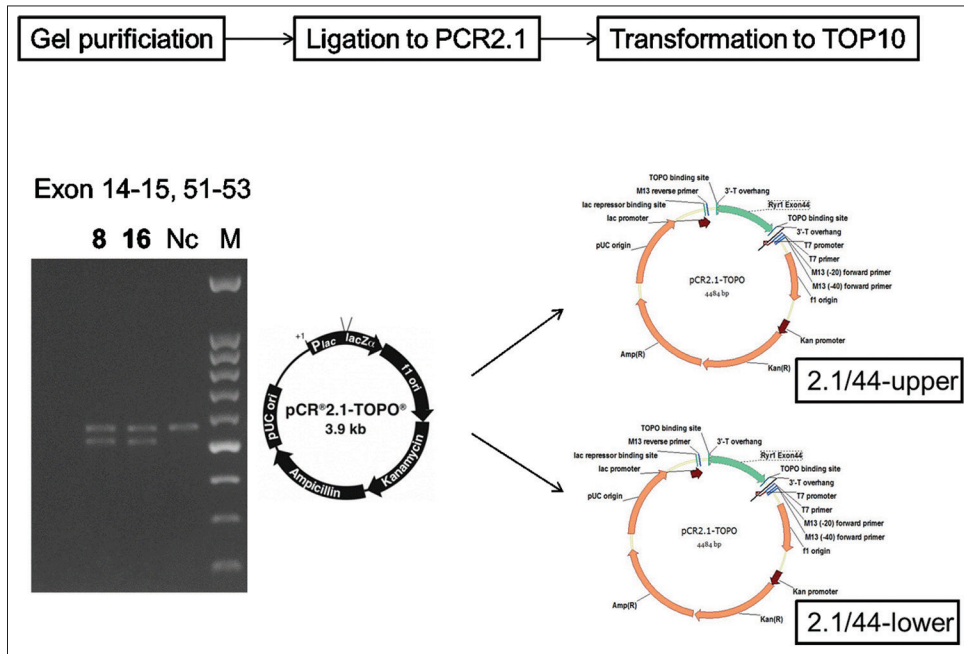 Gel purificiation
Ligation to PCR2.1
Transformation to TOP10
Exon 14-15, 51-53
8 16 Nc M
+1
Plac
lacZα
f1 ori
Kanamycin
Ampicillin
pUC ori
pCR®2.1-TOPO®
3.9 kb
TOPO binding site
M13 reverse primer
3'-T overhang
lac repressor binding site
Ryr1 Exon44
lac promoter
TOPO binding site
3'-T overhang
T7 promoter
T7 primer
M13 (-20) forward primer
M13 (-40) forward primer
f1 origin
pUC origin
pCR2.1-TOPO
4484 bp
Kan promoter
Amp(R)
Kan(R)
2.1/44-upper
TOPO binding site
M13 reverse primer
3'-T overhang
lac repressor binding site
Ryr1 Exon44
lac promoter
TOPO binding site
3'-T overhang
T7 promoter
T7 primer
M13 (-20) forward primer
M13 (-40) forward primer
f1 origin
pUC origin
pCR2.1-TOPO
4484 bp
Kan promoter
Amp(R)
Kan(R)
2.1/44-lower